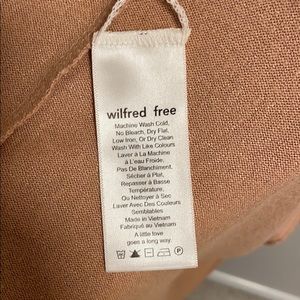 wilfred free
Machine Wash Cold,
No Bleach, Dry Flat,
Low Iron, Or Dry Clean
Wash With Like Colours
Laver à La Machine
à L'eau Froide,
Pas De Blanchiment,
Sécher à Plat,
Repasser à Basse
Température,
Ou Nettoyer à Sec
Laver Avec Des Couleurs
Semblables
Made in Vietnam
Fabriqué au Vietnam
A little love
goes a long way.